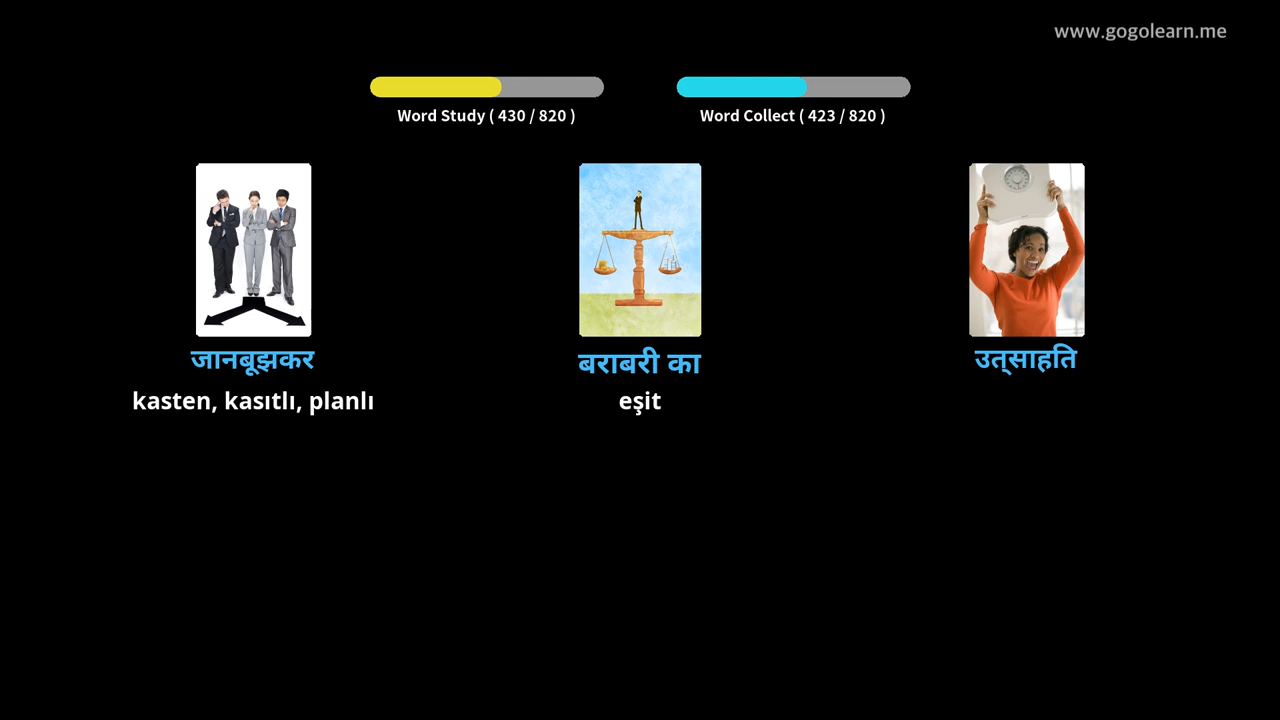 www.gogolearn.me
Word Study ( 430 / 820 )
Word Collect ( 423 / 820 )
जानबूझकर
बराबरी का
उत्साहति
kasten, kasıtlı, planlı
eşit